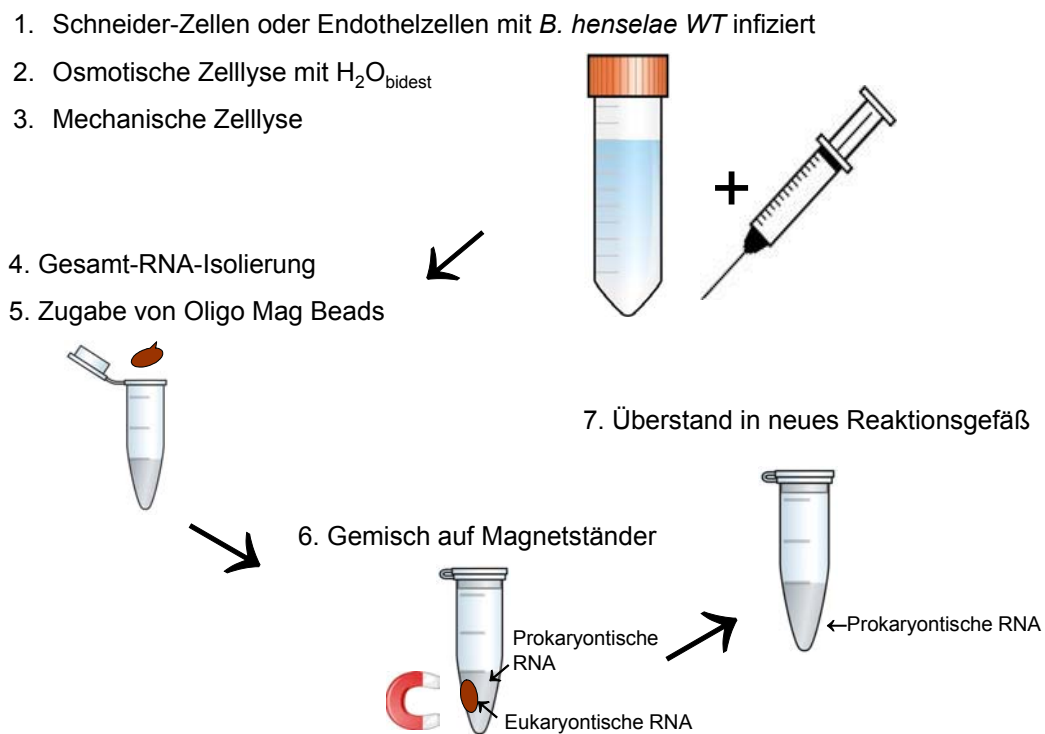 1. Schneider-Zellen oder Endothelzellen mit B. henselae WT infiziert
2. Osmotische Zelllyse mit H₂O bidest
3. Mechanische Zelllyse
+
4. Gesamt-RNA-Isolierung
5. Zugabe von Oligo Mag Beads
7. Überstand in neues Reaktionsgefäß
6. Gemisch auf Magnetständer
Prokaryontische
RNA
Eukaryontische RNA
←Prokaryontische RNA